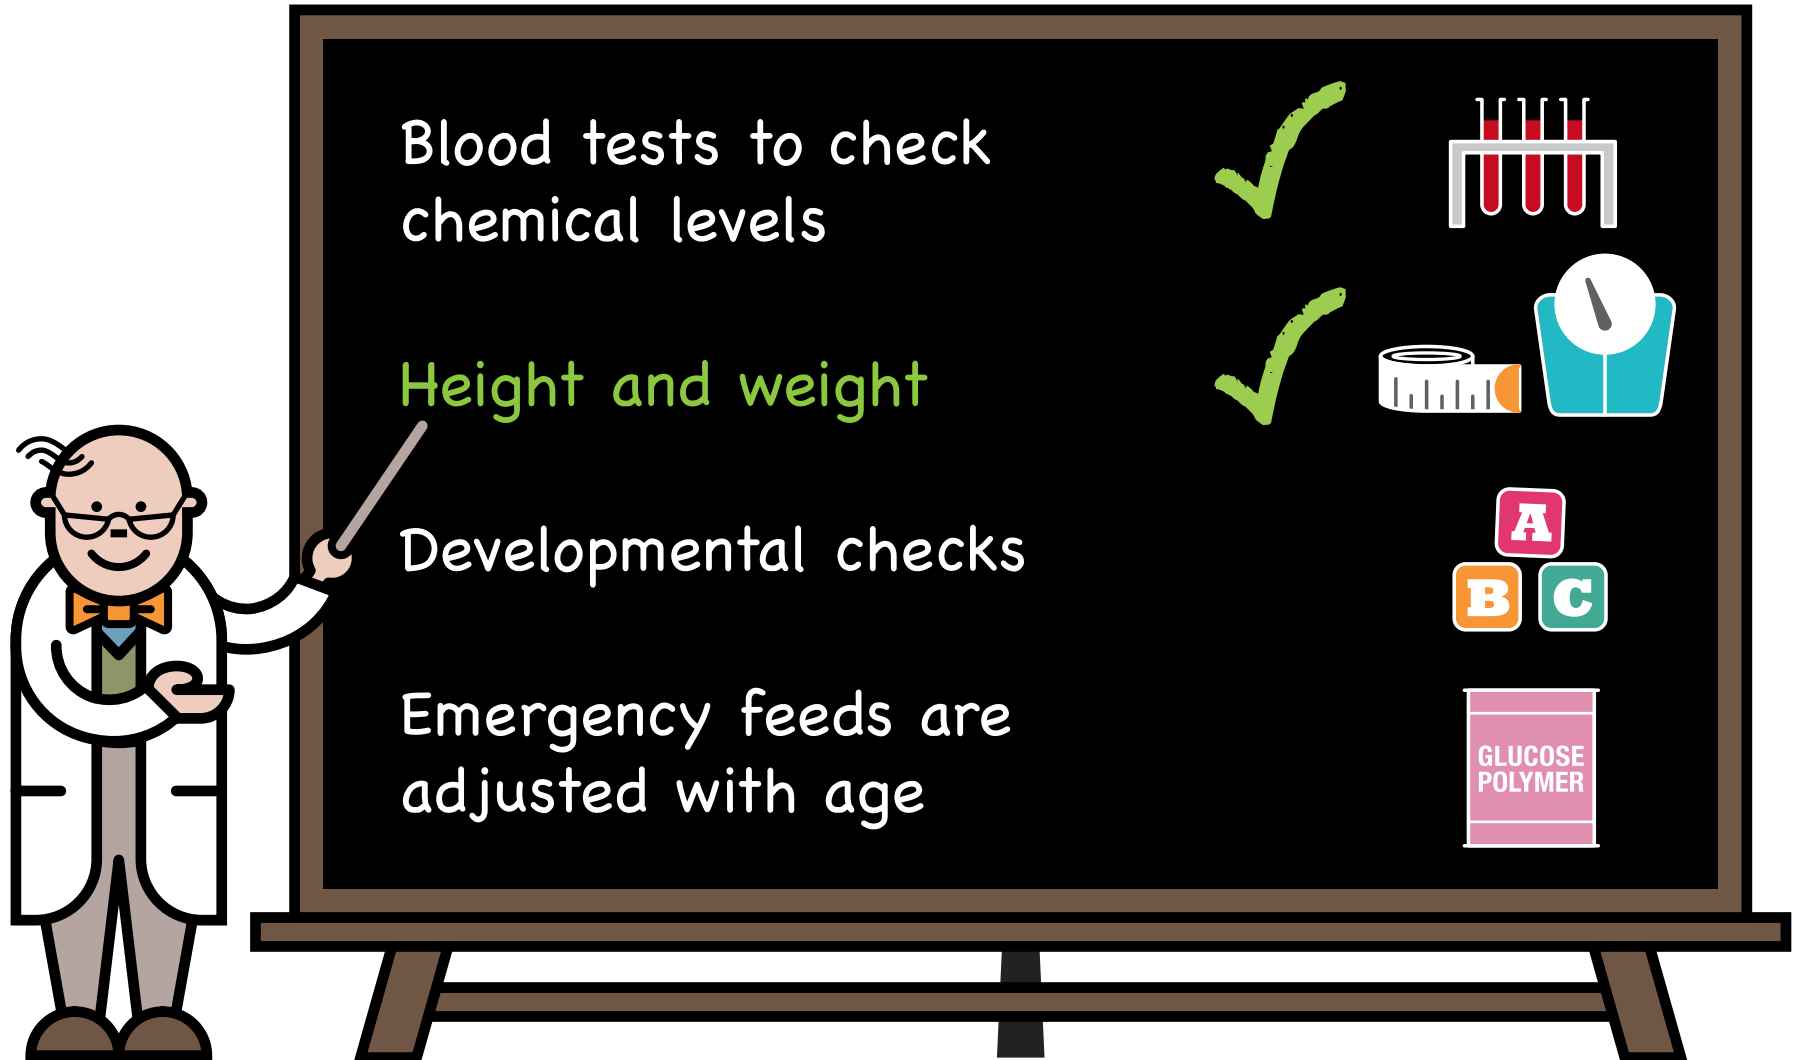 Blood tests to check
chemical levels
Height and weight
Developmental checks
A
B C
Emergency feeds are
adjusted with age
GLUCOSE
POLYMER